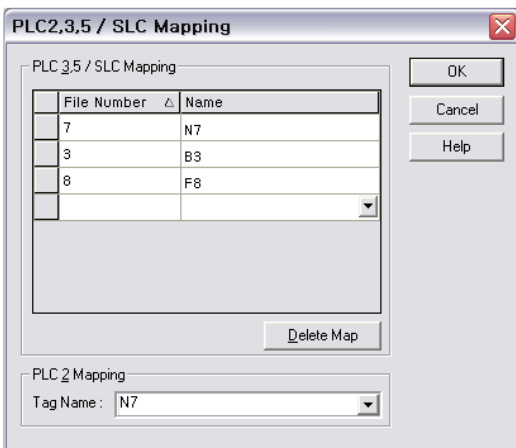 PLC2,3,5 / SLC Mapping
PLC 3,5 / SLC Mapping
File Number Name
7 N7
3 B3
8 F8
Delete Map
PLC 2 Mapping
Tag Name : N7
OK
Cancel
Help